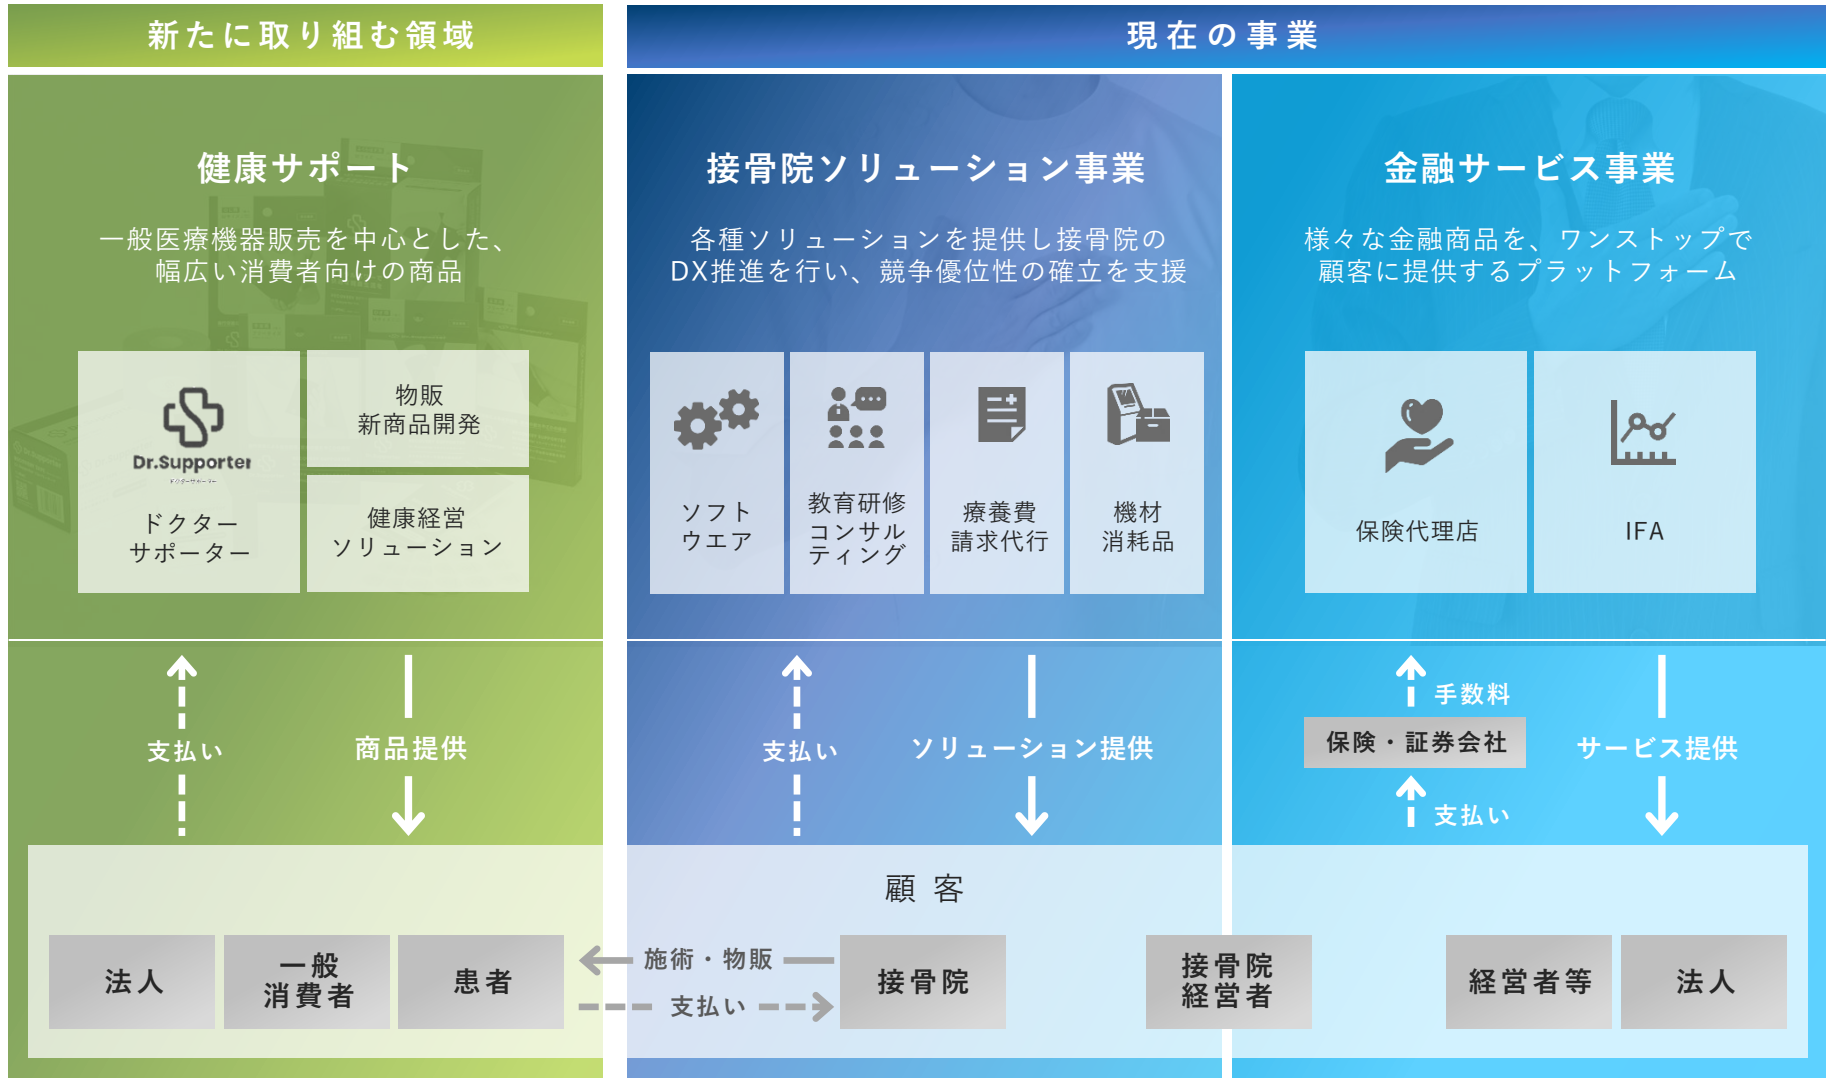 新たに取り組む領域
現在の事業
健康サポート
一般医療機器販売を中心とした、
幅広い消費者向けの商品
Dr.Supporter
ドクターサポーター
ドクター
サポーター
物販
新商品開発
健康経営
ソリューション
接骨院ソリューション事業
各種ソリューションを提供し接骨院の
DX推進を行い、競争優位性の確立を支援
ソフト
ウエア
教育研修
コンサル
ティング
療養費
請求代行
機材
消耗品
金融サービス事業
様々な金融商品を、ワンストップで
顧客に提供するプラットフォーム
保険代理店
IFA
支払い
商品提供
支払い
ソリューション提供
手数料
保険・証券会社
支払い
サービス提供
顧客
法人
一般
消費者
患者
施術・物販
支払い
接骨院
接骨院
経営者
経営者等
法人